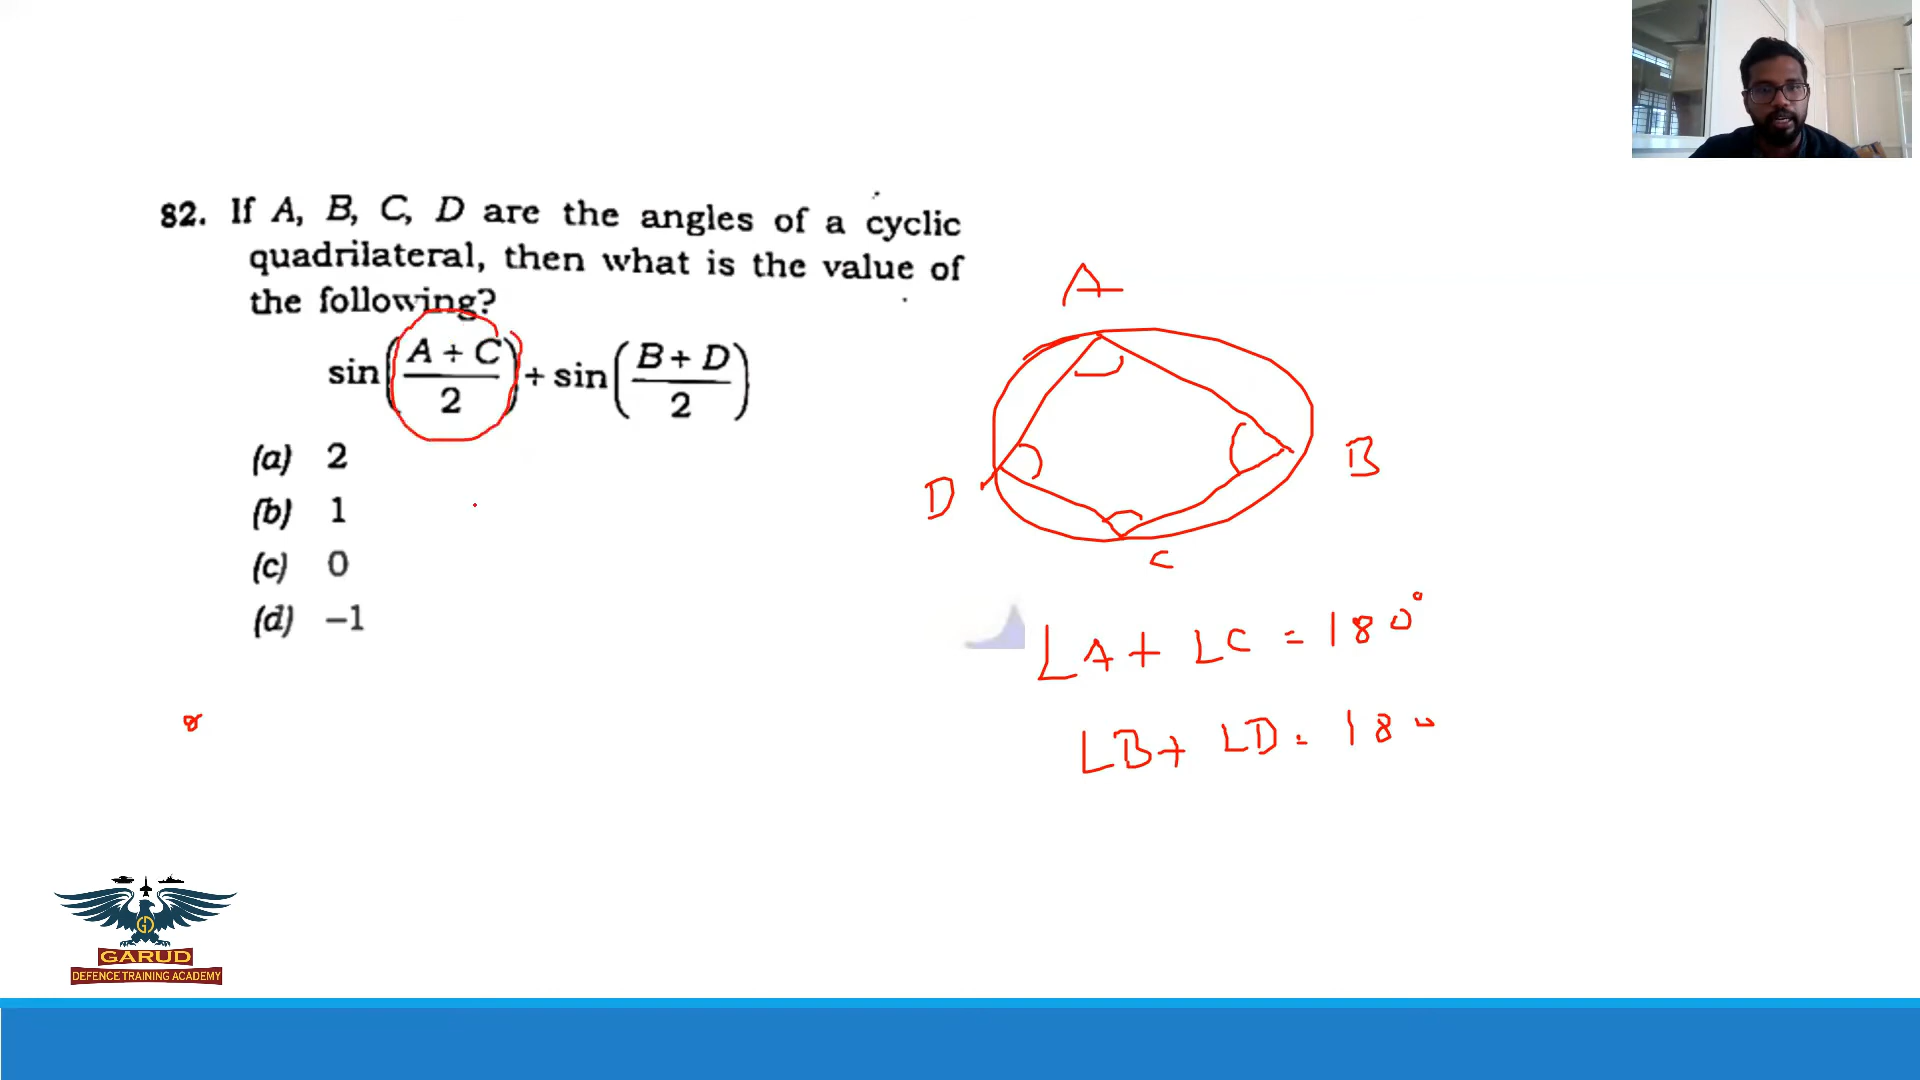 82. If A, B, C, D are the angles of a cyclic
quadrilateral, then what is the value of
the following?
sin((A + C)/2) + sin((B + D)/2)
(a) 2
(b) 1
(c) 0
(d) −1
A
B
D
C
∠A + ∠C = 180°
∠B + ∠D = 18
GARUD
DEFENCE TRAINING ACADEMY